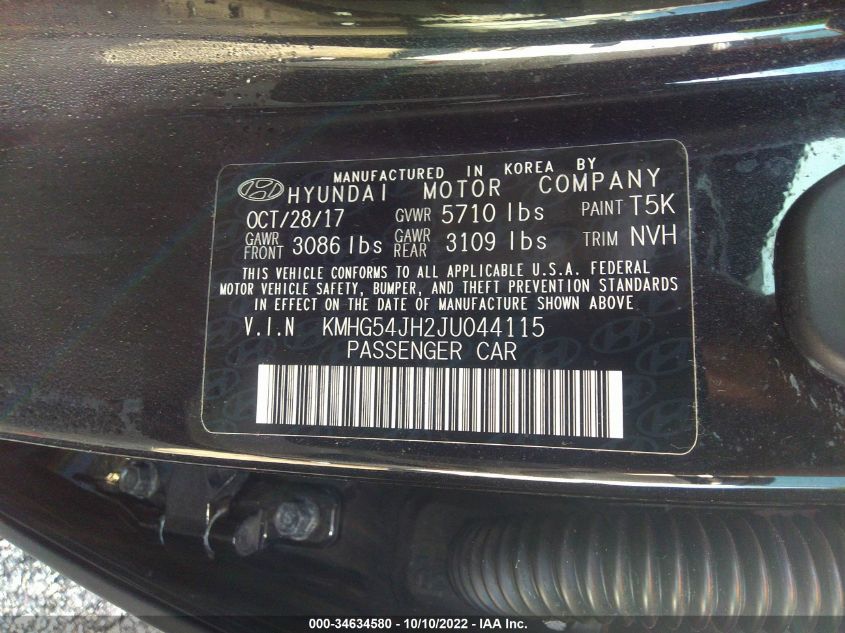 MANUFACTURED IN KOREA BY
HYUNDAI MOTOR COMPANY
OCT/28/17 GVWR 5710 lbs PAINT T5K
GAWR FRONT 3086 lbs GAWR REAR 3109 lbs TRIM NVH
THIS VEHICLE CONFORMS TO ALL APPLICABLE U.S.A. FEDERAL
MOTOR VEHICLE SAFETY, BUMPER, AND THEFT PREVENTION STANDARDS
IN EFFECT ON THE DATE OF MANUFACTURE SHOWN ABOVE
V.I.N KMHG54JH2JU044115
PASSENGER CAR
000-34634580 - 10/10/2022 - IAA Inc.